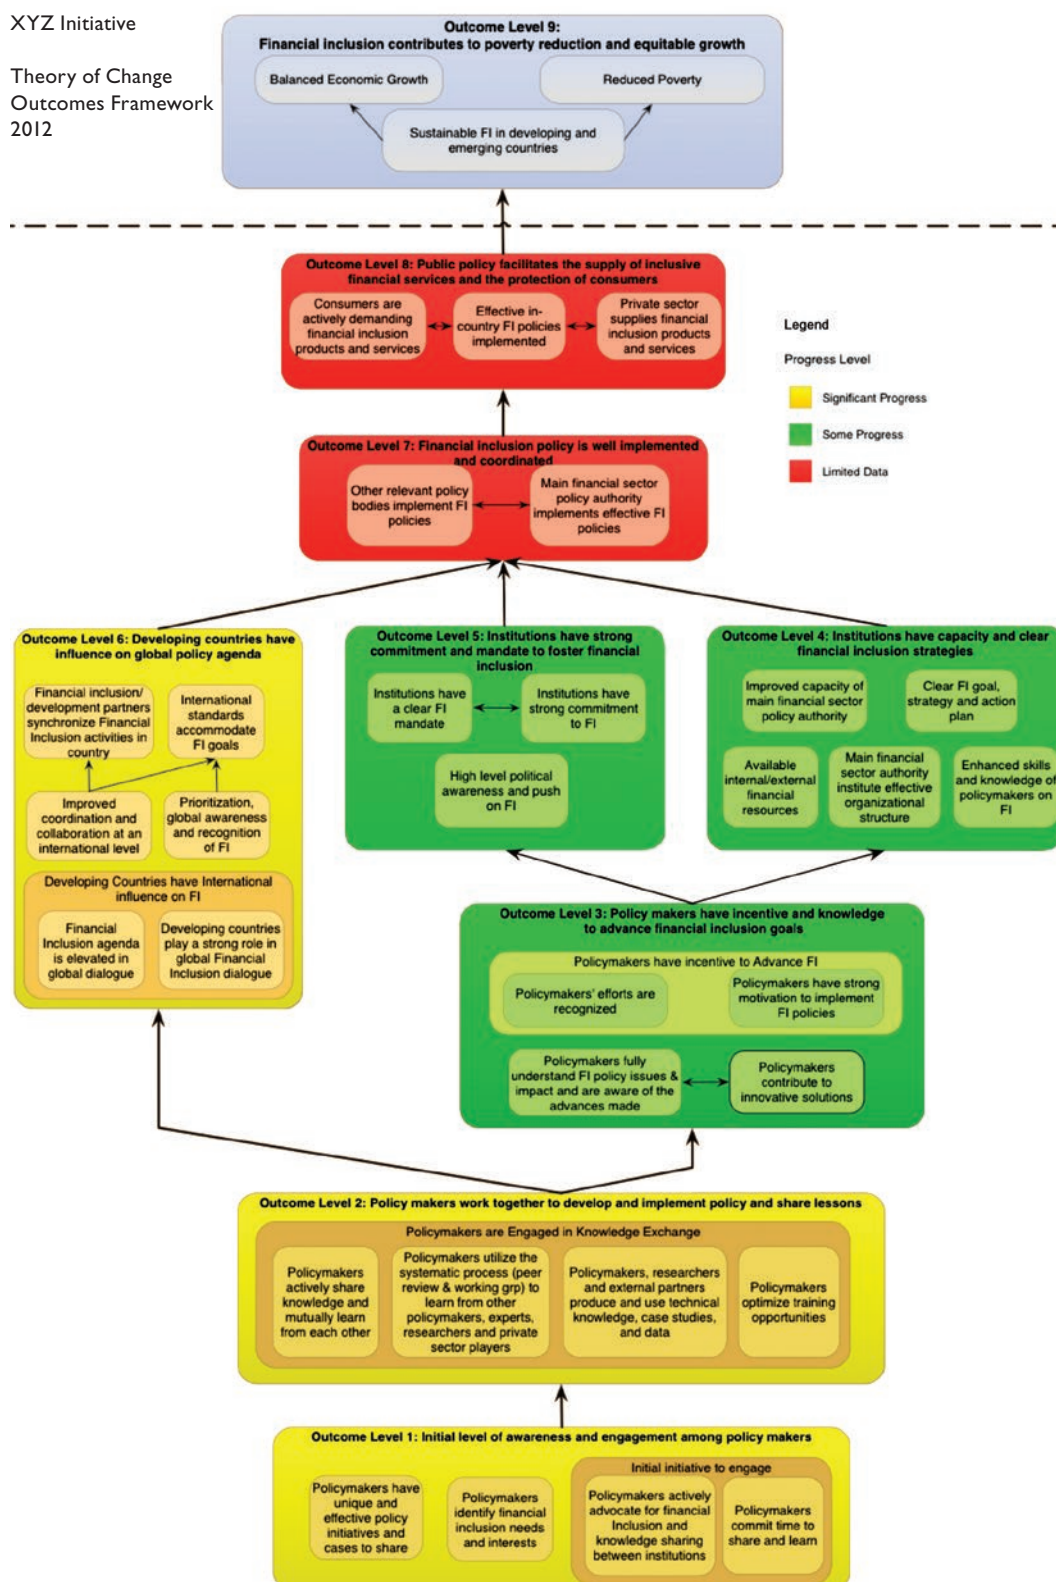 XYZ Initiative
Theory of Change
Outcomes Framework
2012
Outcome Level 9:
Financial inclusion contributes to poverty reduction and equitable growth
Balanced Economic Growth
Reduced Poverty
Sustainable FI in developing and
emerging countries
Outcome Level 8: Public policy facilitates the supply of inclusive
financial services and the protection of consumers
Consumers are
actively demanding
financial inclusion
products and services
Effective in-
country FI policies
implemented
Private sector
supplies financial
inclusion products
and services
Legend
Progress Level
Significant Progress
Some Progress
Limited Data
Outcome Level 7: Financial Inclusion policy is well implemented
and coordinated
Other relevant policy
bodies implement FI
policies
Main financial sector
policy authority
implements effective FI
policies
Outcome Level 6: Developing countries have
influence on global policy agenda
Financial inclusion/
development partners
synchronize Financial
Inclusion activities in
country
International
standards
accommodate
FI goals
Improved
coordination and
collaboration at an
international level
Prioritization,
global awareness
and recognition
of FI
Developing Countries have International
influence on FI
Financial
Inclusion agenda
is elevated in
global dialogue
Developing countries
play a strong role in
global Financial
Inclusion dialogue
Outcome Level 5: Institutions have strong
commitment and mandate to foster financial
inclusion
Institutions have
a clear FI
mandate
Institutions have
strong commitment
to FI
High level political
awareness and push
on FI
Outcome Level 4: Institutions have capacity and clear
financial inclusion strategies
Improved capacity of
main financial sector
policy authority
Clear FI goal,
strategy and action
plan
Available
internal/external
financial
resources
Main financial
sector authority
institute effective
organizational
structure
Enhanced skills
and knowledge of
policymakers on
FI
Outcome Level 3: Policy makers have incentive and knowledge
to advance financial inclusion goals
Policymakers have incentive to Advance FI
Policymakers' efforts are
recognized
Policymakers have strong
motivation to implement
FI policies
Policymakers fully
understand FI policy issues &
impact and are aware of the
advances made
Policymakers
contribute to
innovative solutions
Outcome Level 2: Policy makers work together to develop and implement policy and share lessons
Policymakers are Engaged in Knowledge Exchange
Policymakers
actively share
knowledge and
mutually learn
from each other
Policymakers utilize the
systematic process (peer
review & working grp) to
learn from other
policymakers, experts,
researchers and private
sector players
Policymakers, researchers
and external partners
produce and use technical
knowledge, case studies,
and data
Policymakers
optimize training
opportunities
Outcome Level 1: Initial level of awareness and engagement among policy makers
Policymakers have
unique and
effective policy
initiatives and
cases to share
Policymakers
identify financial
inclusion needs
and interests
Initial initiative to engage
Policymakers actively
advocate for financial
Inclusion and
knowledge sharing
between institutions
Policymakers
commit time to
share and learn